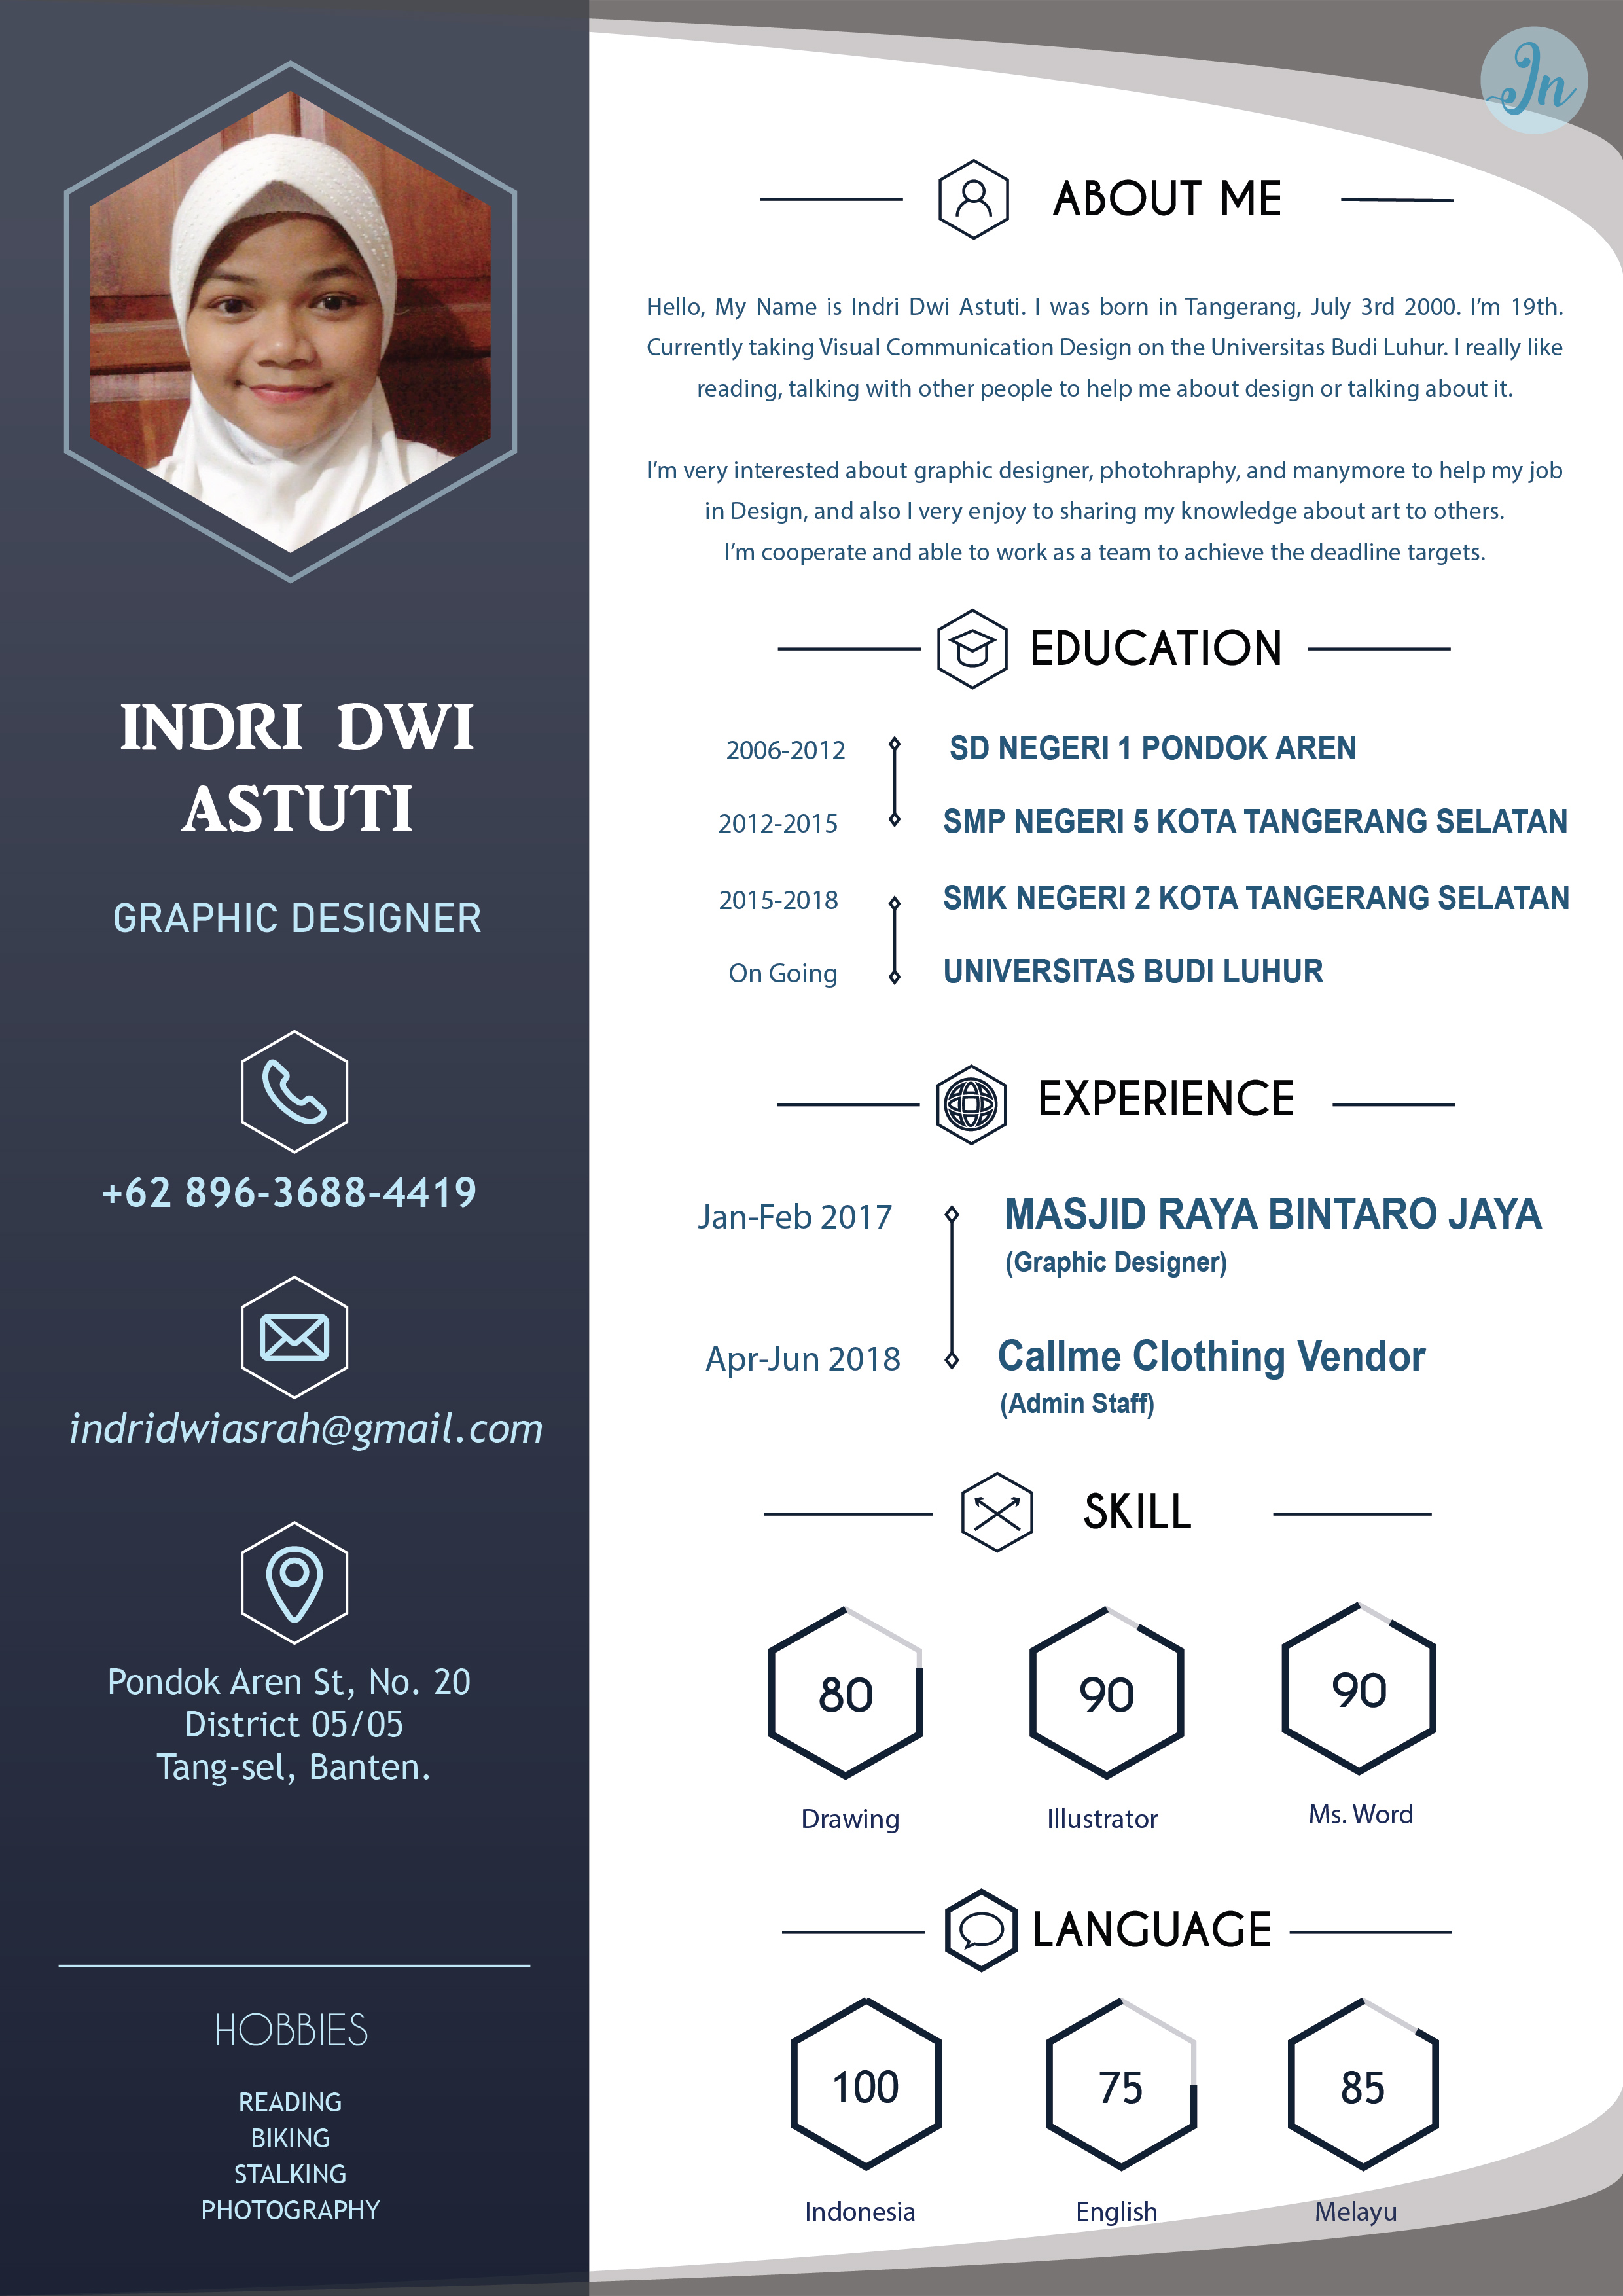 In
INDRI DWI
ASTUTI
GRAPHIC DESIGNER
+62 896-3688-4419
indridwiasrah@gmail.com
Pondok Aren St, No. 20
District 05/05
Tang-sel, Banten.
HOBBIES
READING
BIKING
STALKING
PHOTOGRAPHY
ABOUT ME
Hello, My Name is Indri Dwi Astuti. I was born in Tangerang, July 3rd 2000. I'm 19th.
Currently taking Visual Communication Design on the Universitas Budi Luhur. I really like
reading, talking with other people to help me about design or talking about it.
I'm very interested about graphic designer, photohraphy, and manymore to help my job
in Design, and also I very enjoy to sharing my knowledge about art to others.
I'm cooperate and able to work as a team to achieve the deadline targets.
EDUCATION
2006-2012 SD NEGERI 1 PONDOK AREN
2012-2015 SMP NEGERI 5 KOTA TANGERANG SELATAN
2015-2018 SMK NEGERI 2 KOTA TANGERANG SELATAN
On Going UNIVERSITAS BUDI LUHUR
EXPERIENCE
Jan-Feb 2017 MASJID RAYA BINTARO JAYA
(Graphic Designer)
Apr-Jun 2018 Callme Clothing Vendor
(Admin Staff)
SKILL
80 90 90
Drawing Illustrator Ms. Word
LANGUAGE
100 75 85
Indonesia English Melayu